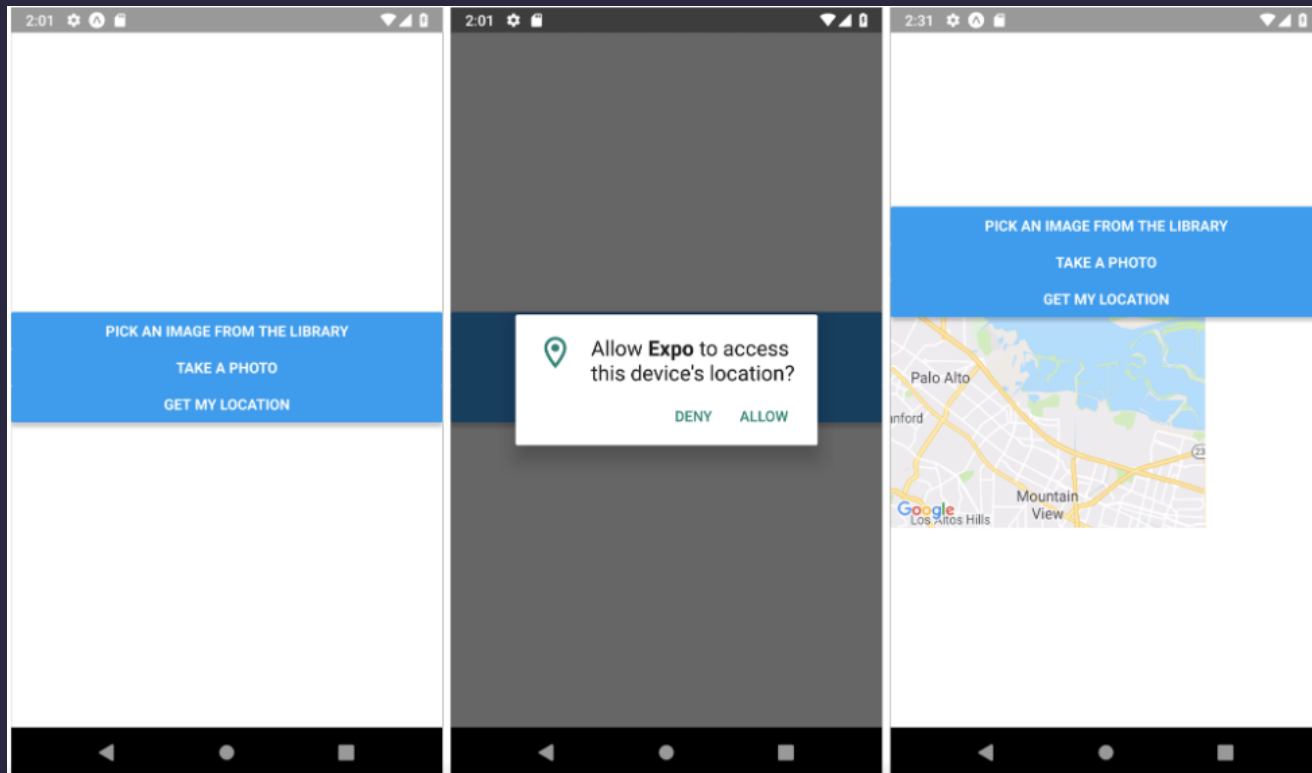 2:01
PICK AN IMAGE FROM THE LIBRARY
TAKE A PHOTO
GET MY LOCATION
2:01
Allow Expo to access
this device's location?
DENY ALLOW
2:31
PICK AN IMAGE FROM THE LIBRARY
TAKE A PHOTO
GET MY LOCATION
Palo Alto
anford
23
Mountain
View
Google
Los Altos Hills